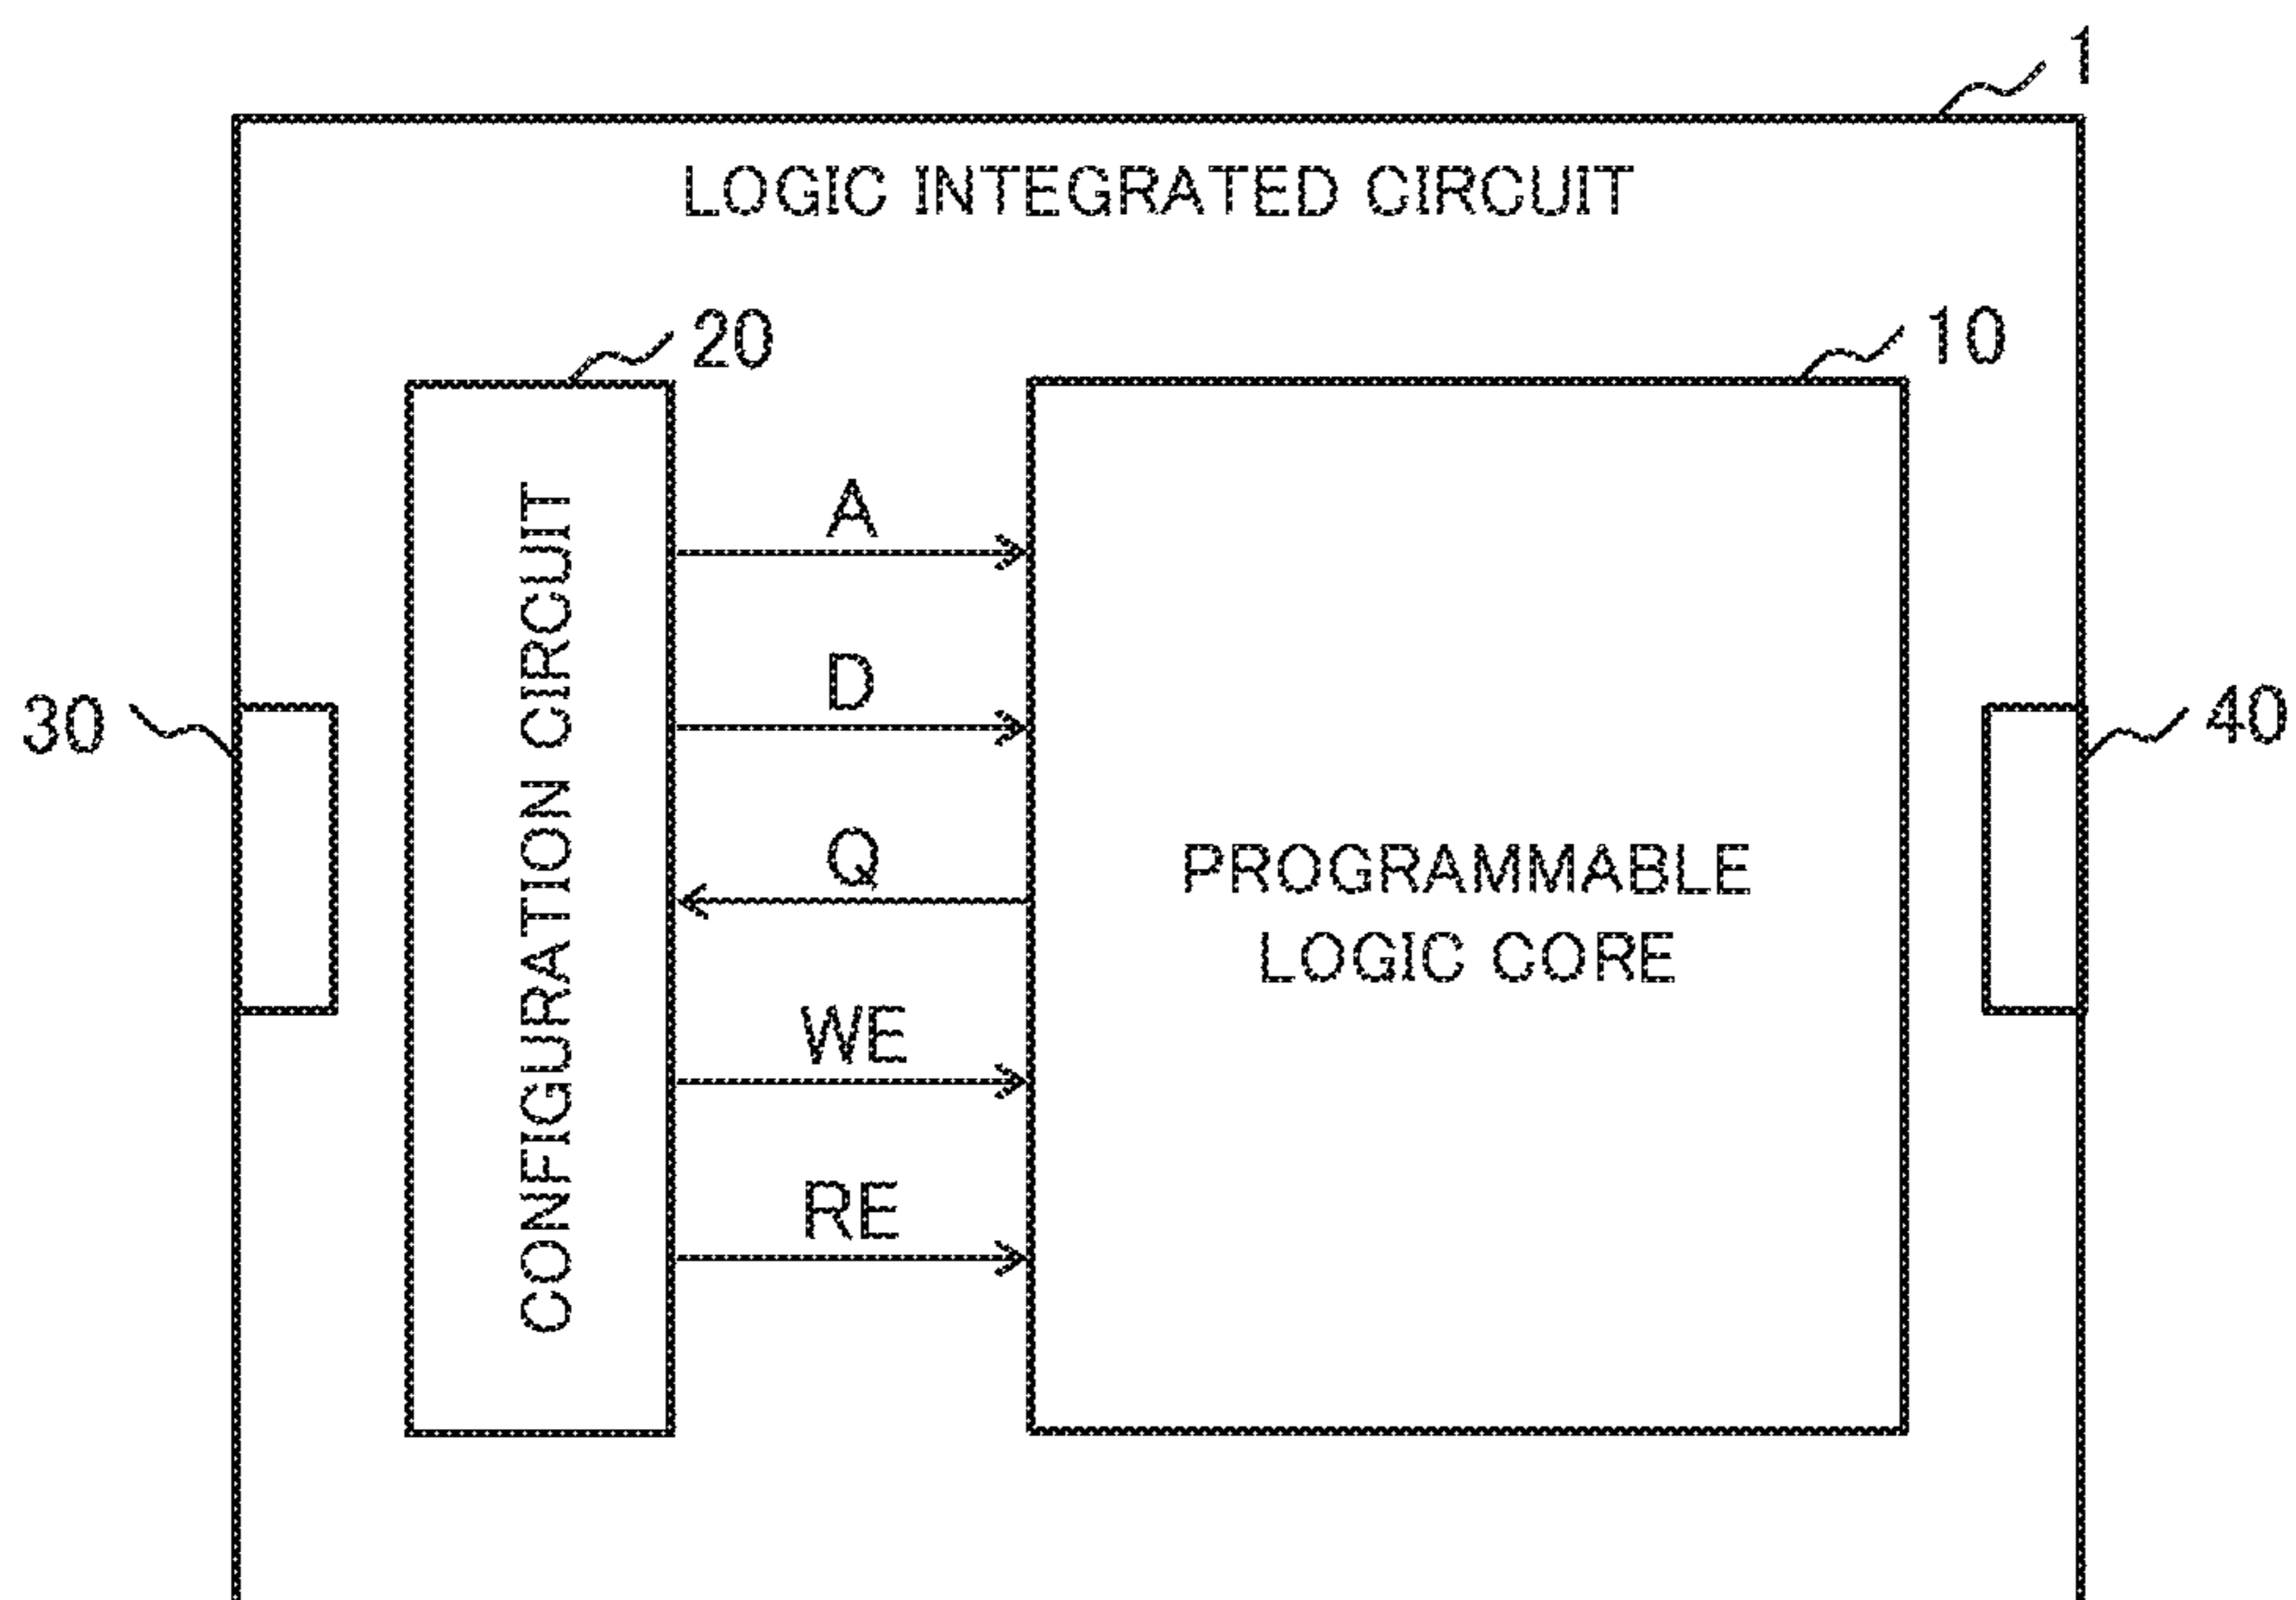 1
LOGIC INTEGRATED CIRCUIT
20
10
CONFIGURATION CIRCUIT
A
D
Q
WE
RE
PROGRAMMABLE
LOGIC CORE
30
40